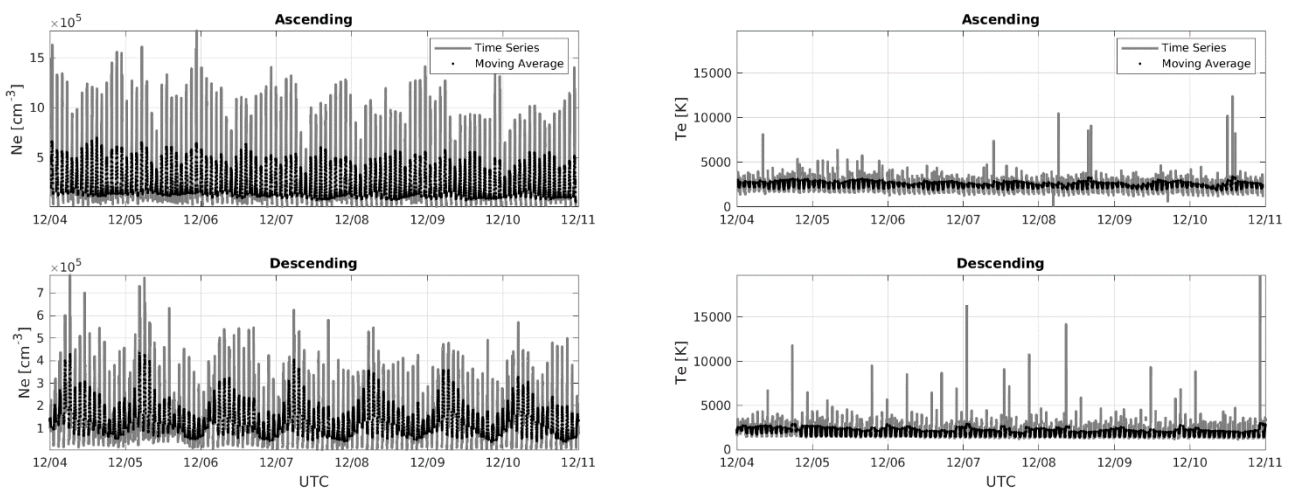 Ascending
×10⁵
15
10
5
Ne [cm⁻³]
Time Series
Moving Average
12/04 12/05 12/06 12/07 12/08 12/09 12/10 12/11
Ascending
15000
10000
5000
0
Te [K]
Time Series
Moving Average
12/04 12/05 12/06 12/07 12/08 12/09 12/10 12/11
Descending
×10⁵
7
6
5
4
3
2
1
Ne [cm⁻³]
12/04 12/05 12/06 12/07 12/08 12/09 12/10 12/11
UTC
Descending
15000
10000
5000
0
Te [K]
12/04 12/05 12/06 12/07 12/08 12/09 12/10 12/11
UTC